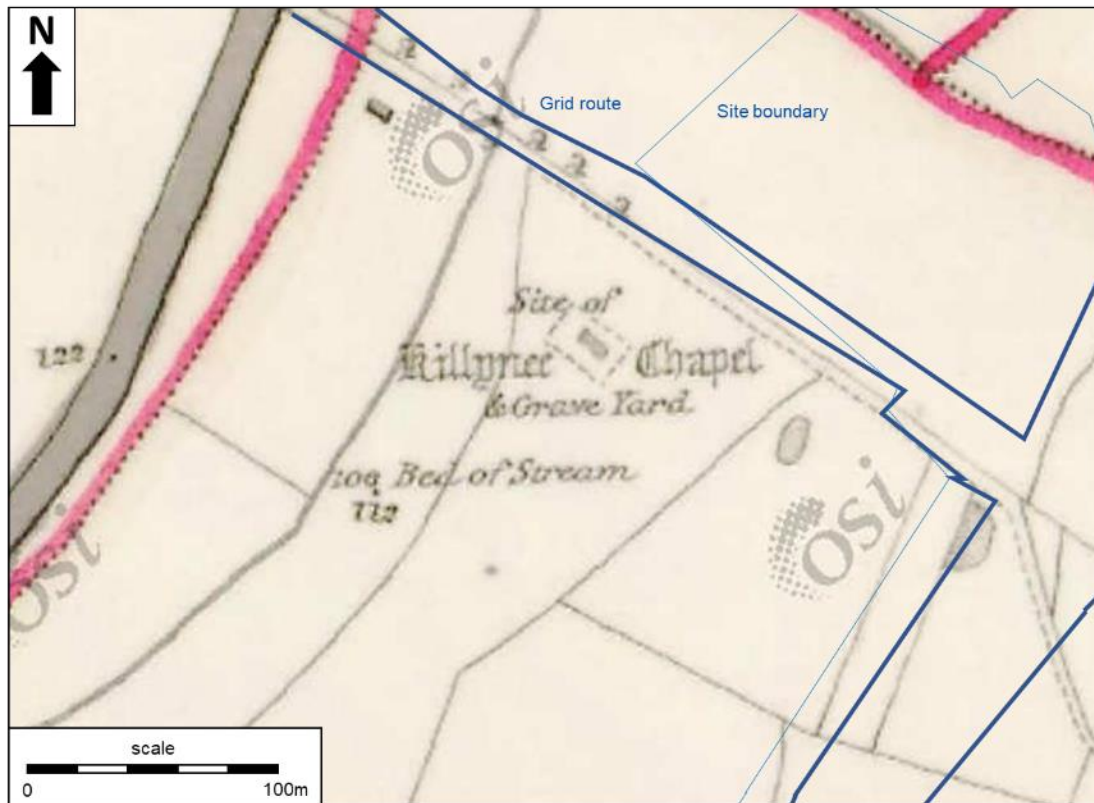 N
Grid route
Site boundary
OSi
Site of
122
Killynee Chapel
& Grave Yard
106 Bed of Stream
112
OSi
OSi
scale
0 100m